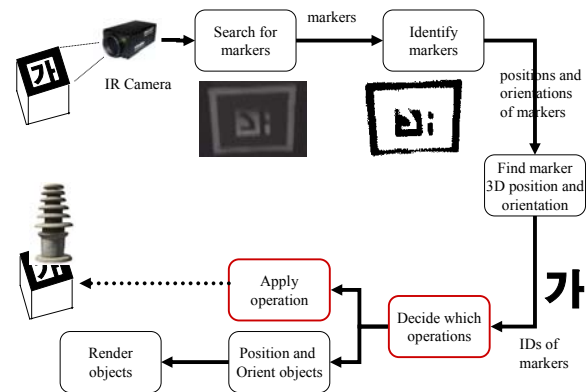 가
IR Camera
Search for
markers
markers
Identify
markers
positions and
orientations
of markers
Find marker
3D position and
orientation
가
IDs of
markers
Decide which
operations
Apply
operation
가
Position and
Orient objects
Render
objects